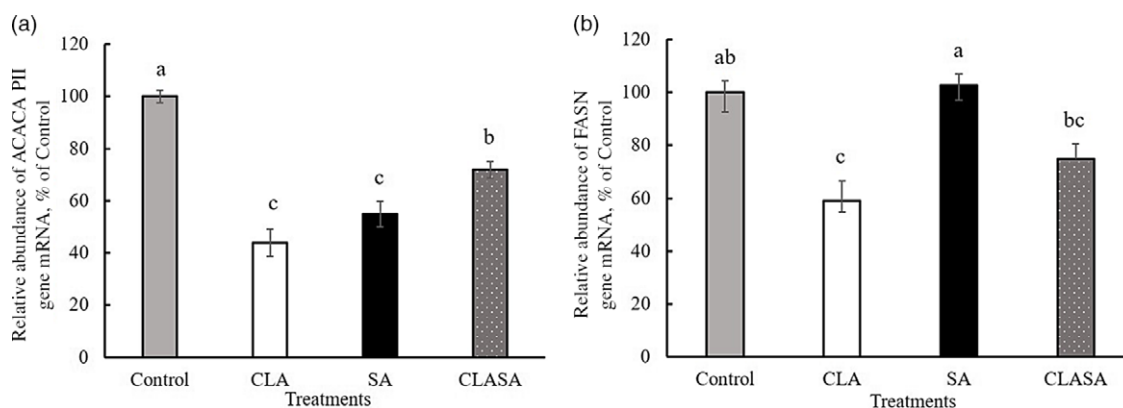 (a)
Relative abundance of ACACA PII
gene mRNA, % of Control
120
100
80
60
40
20
0
a
c
c
b
Control CLA SA CLASA
Treatments
(b)
Relative abundance of FASN
gene mRNA, % of Control
120
100
80
60
40
20
0
ab
c
a
bc
Control CLA SA CLASA
Treatments